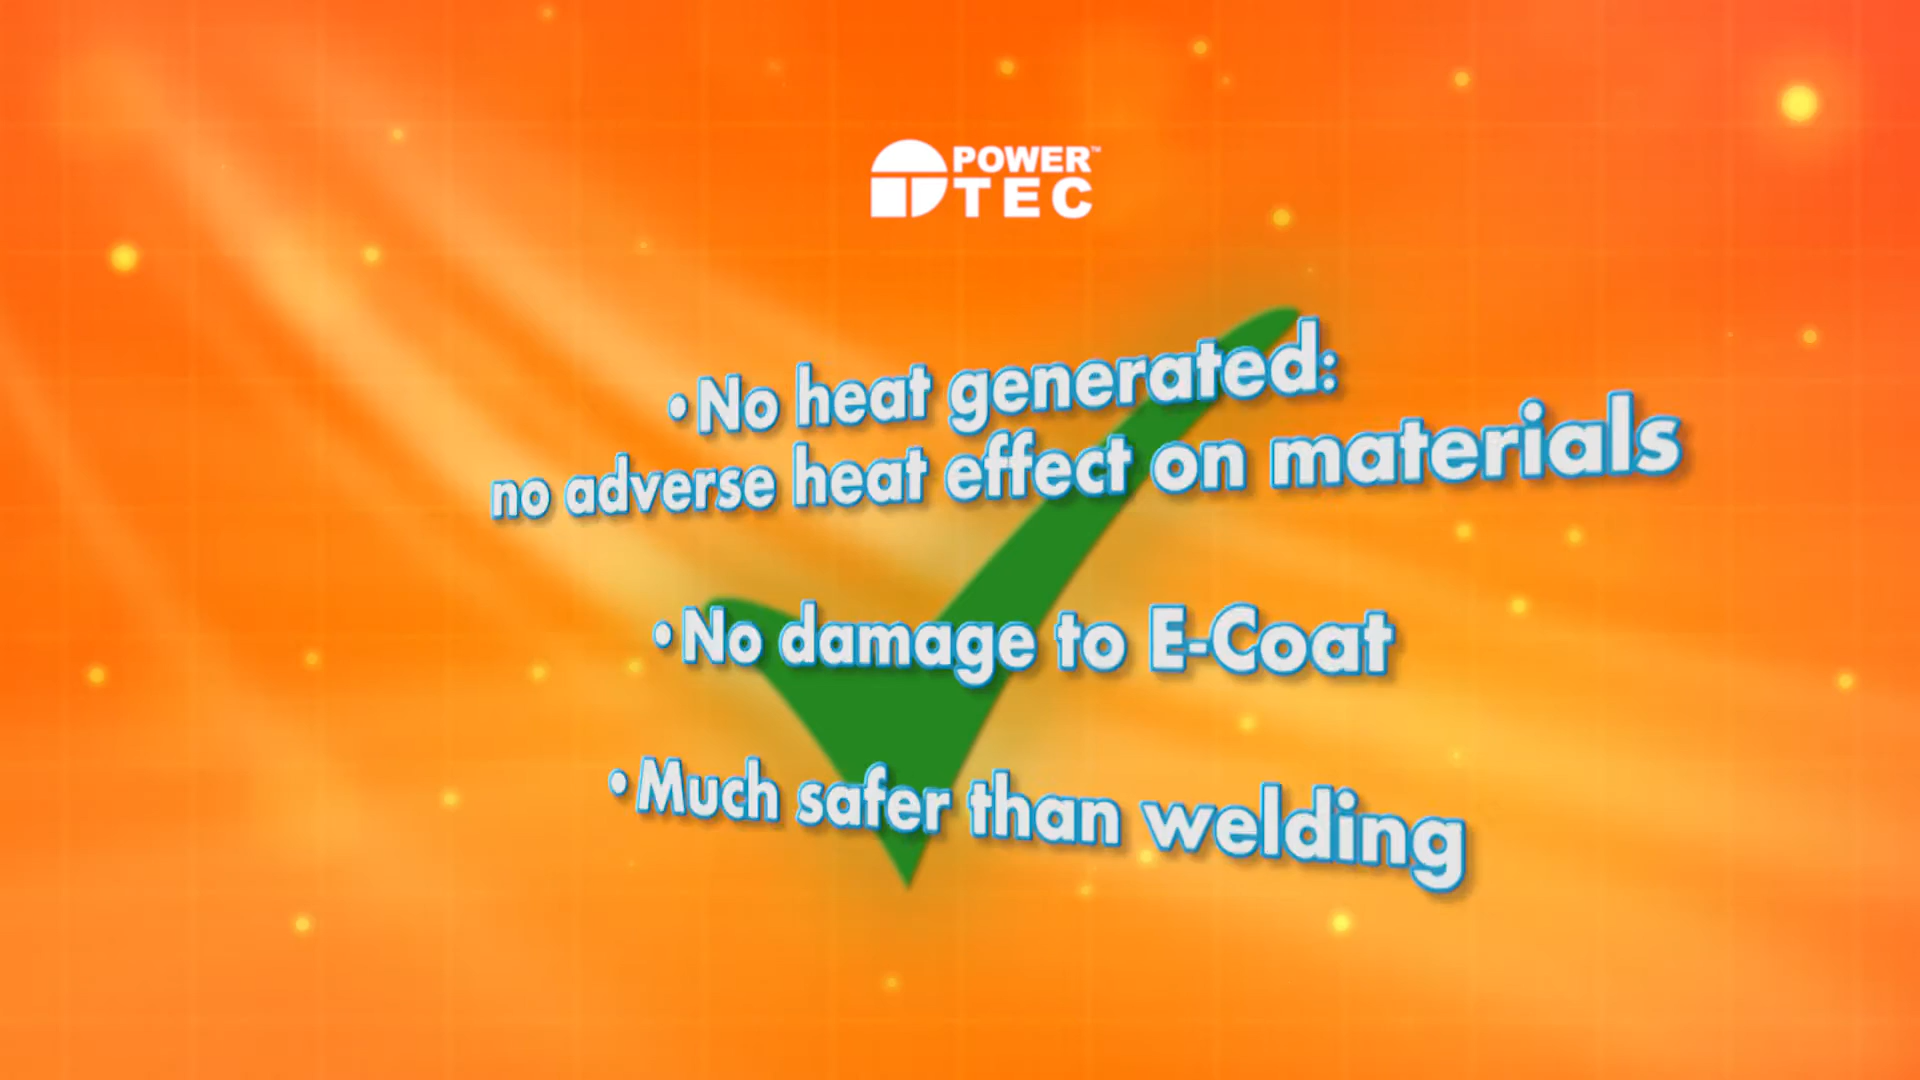 POWER™
TEC
•No heat generated:
no adverse heat effect on materials
•No damage to E-Coat
•Much safer than welding